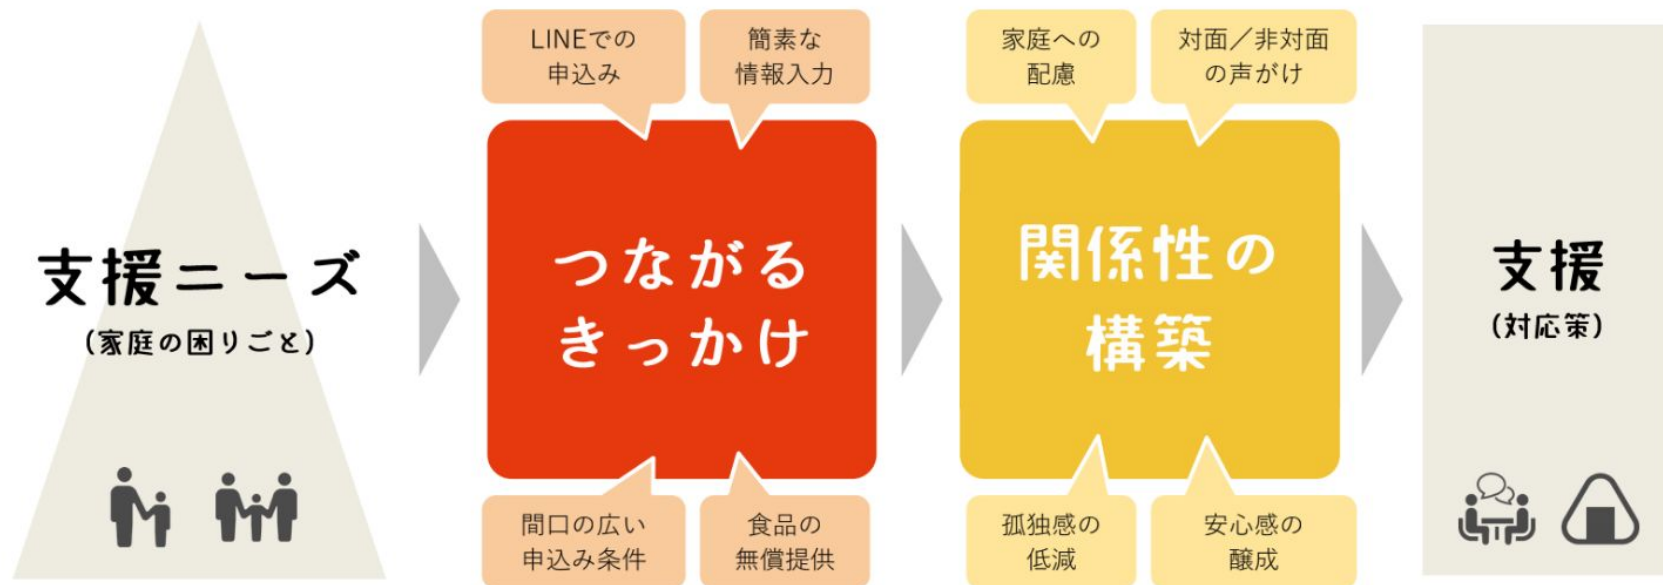 支援ニーズ
（家庭の困りごと）
LINEでの
申込み
簡素な
情報入力
つながる
きっかけ
間口の広い
申込み条件
食品の
無償提供
家庭への
配慮
対面／非対面
の声がけ
関係性の
構築
孤独感の
低減
安心感の
醸成
支援
（対応策）